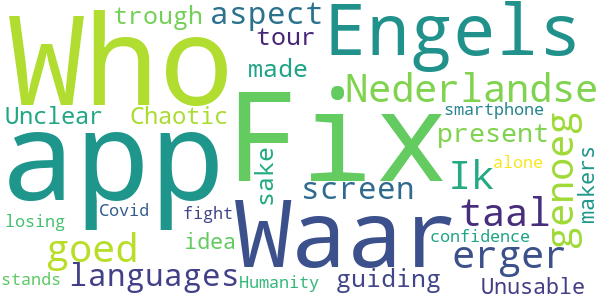 Who
trough
aspect
Engels
tour
made
Nederlandse
Unclear
Chaotic
smartphone
app
Fix
present
genoeg
makers
alone
sake
screen
Ik
taal
losing
Covid
fight
Waar
goed
idea
confidence
erger
stands
languages
Humanity
guiding
Unusable